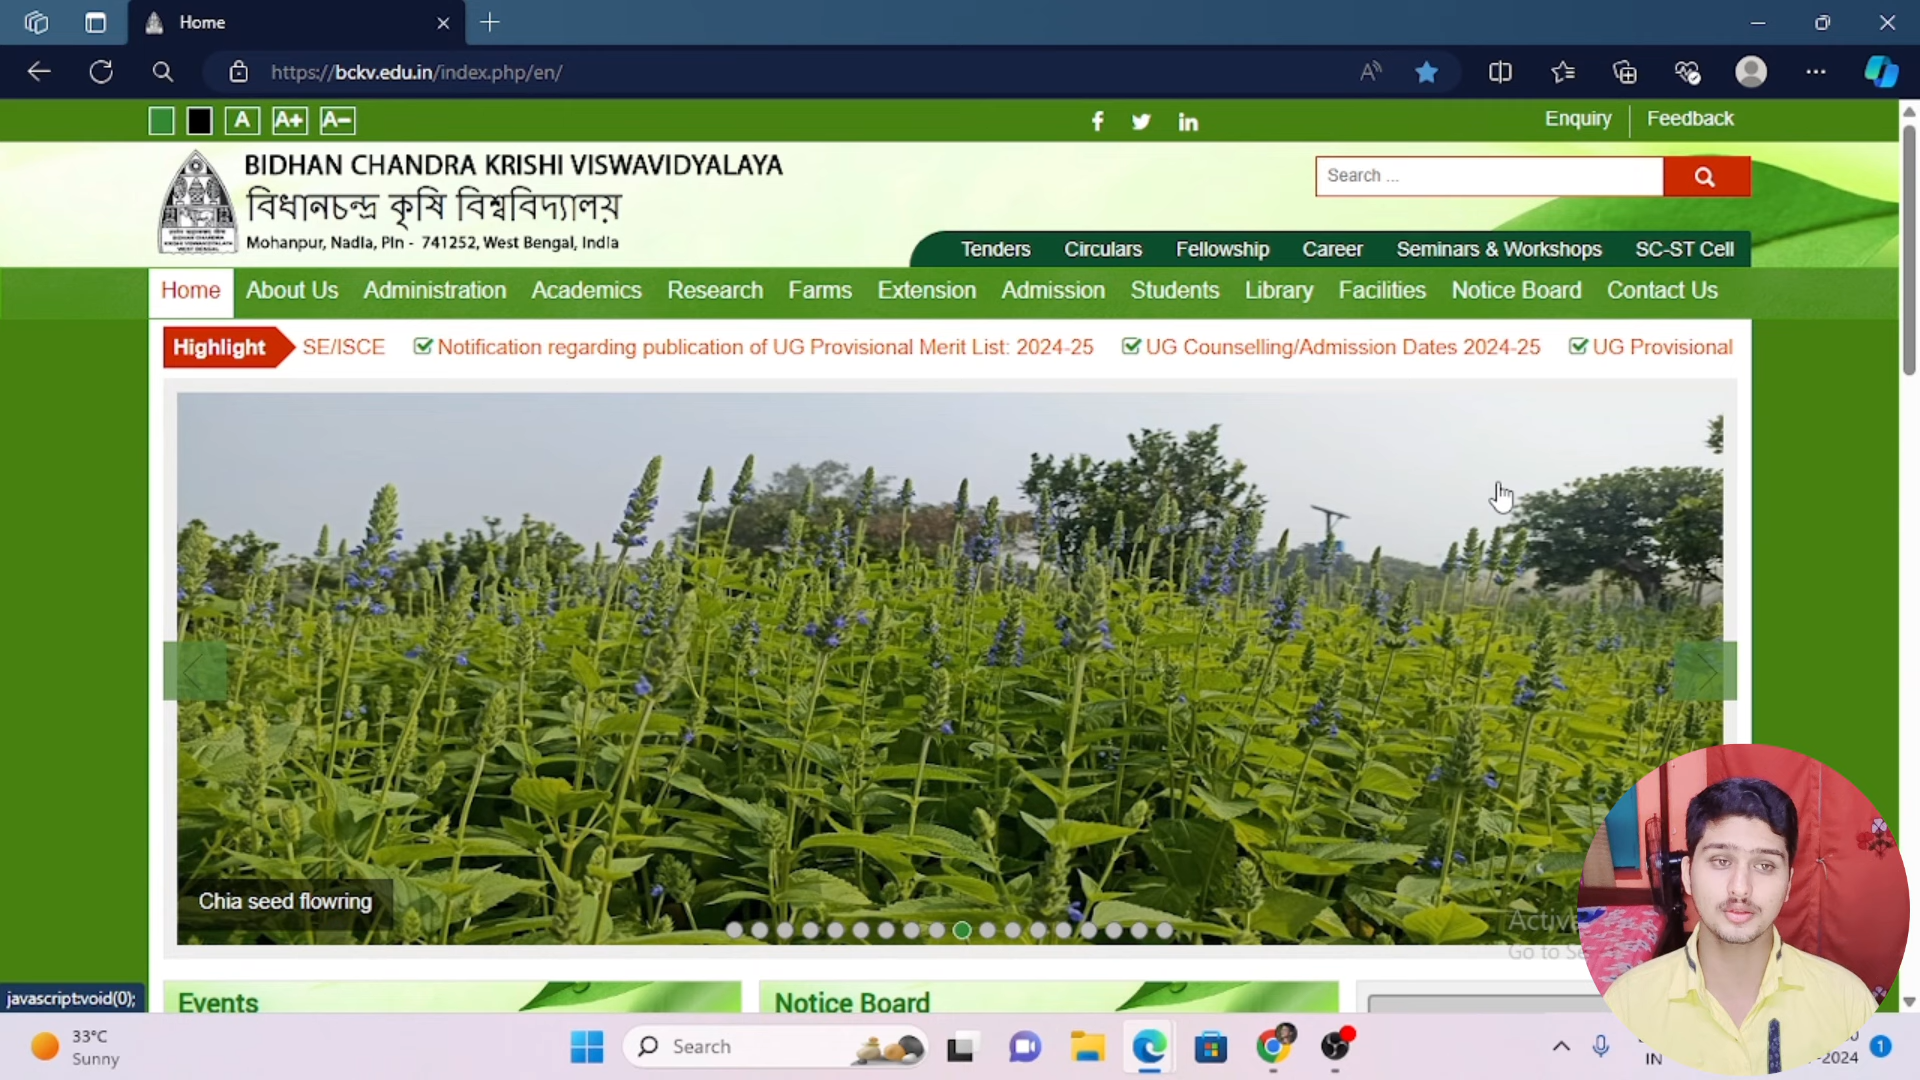 Home
https://bckv.edu.in/index.php/en/
A A+ A-
Enquiry Feedback
BIDHAN CHANDRA KRISHI VISWAVIDYALAYA
বিধানচন্দ্র কৃষি বিশ্ববিদ্যালয়
Mohanpur, Nadia, Pin - 741252, West Bengal, India
Search ...
Tenders Circulars Fellowship Career Seminars & Workshops SC-ST Cell
Home About Us Administration Academics Research Farms Extension Admission Students Library Facilities Notice Board Contact Us
Highlight SE/ISCE Notification regarding publication of UG Provisional Merit List: 2024-25 UG Counselling/Admission Dates 2024-25 UG Provisional
Chia seed flowring
Go to
javascript:void(0);
Events
Notice Board
33°C
Sunny
Search
IN
-2024
1